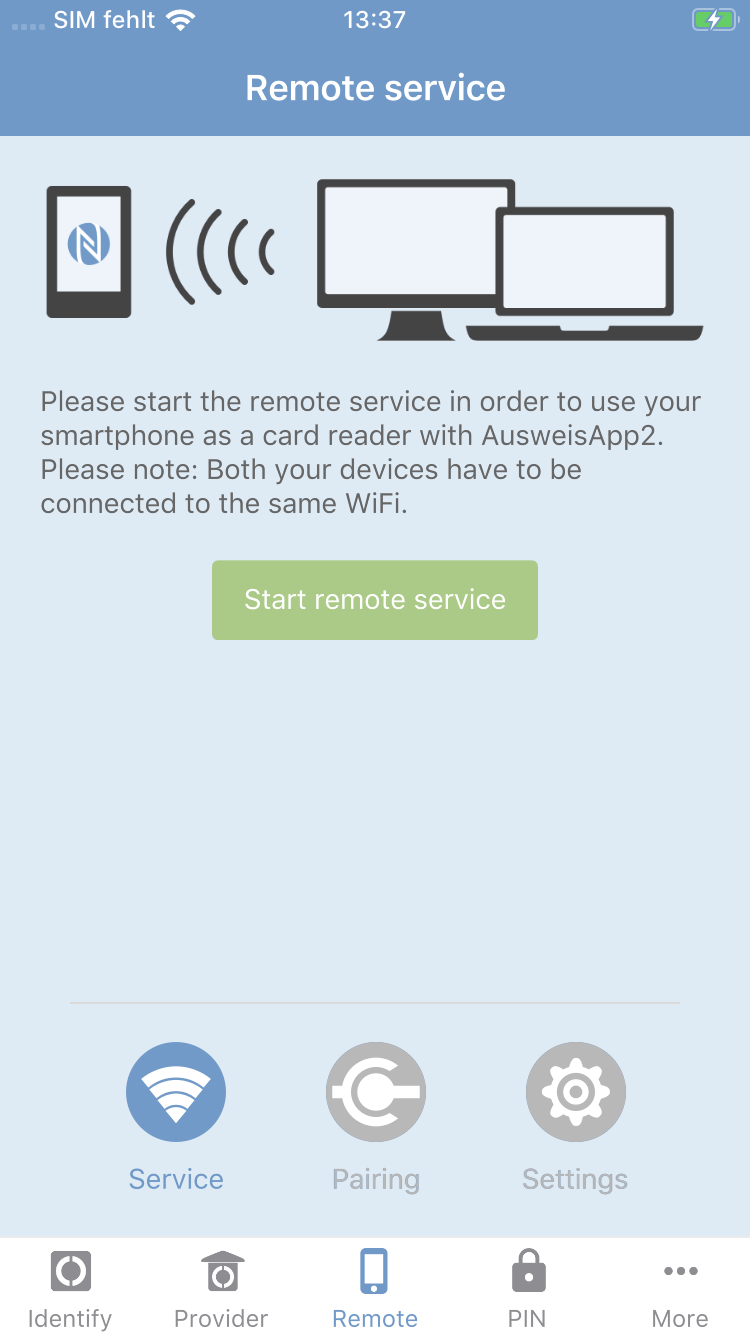 SIM fehlt
13:37
Remote service
Please start the remote service in order to use your
smartphone as a card reader with AusweisApp2.
Please note: Both your devices have to be
connected to the same WiFi.
Start remote service
Service
Pairing
Settings
Identify
Provider
Remote
PIN
More